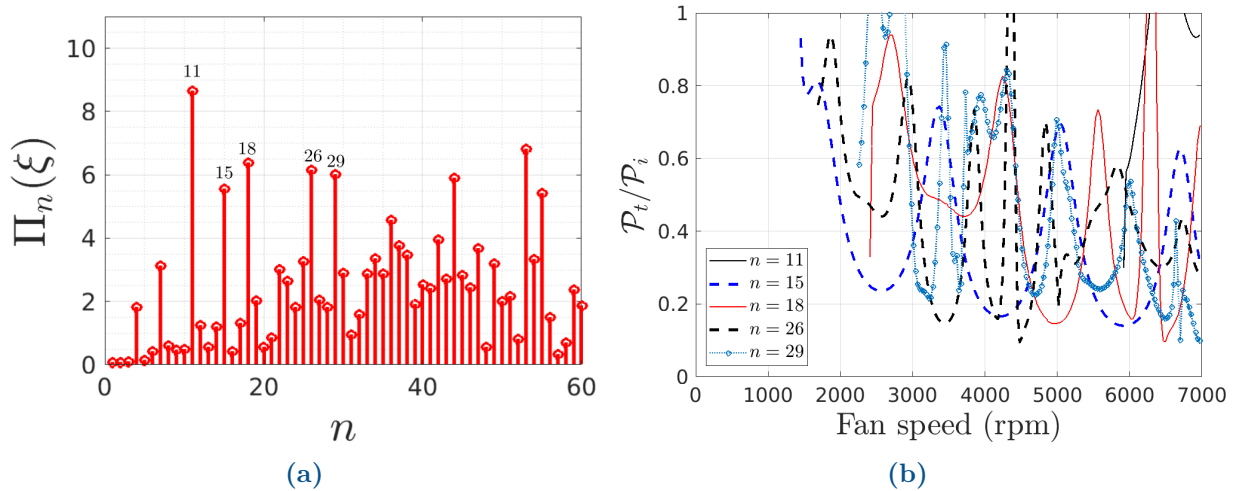 10
8
6
4
2
0
0
20
40
60
11
15
18
26
29
Πₙ(ξ)
n
(a)
1
0.8
0.6
0.4
0.2
0
0
1000
2000
3000
4000
5000
6000
7000
𝒫ₜ/𝒫ᵢ
n = 11
n = 15
n = 18
n = 26
n = 29
Fan speed (rpm)
(b)